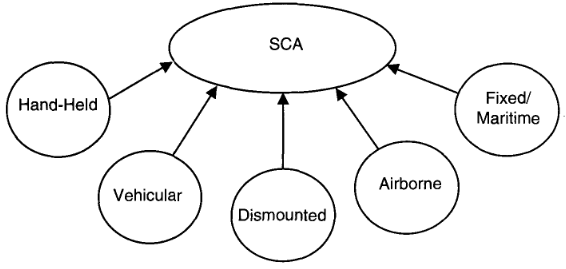 SCA
Hand-Held
Vehicular
Dismounted
Airborne
Fixed/
Maritime